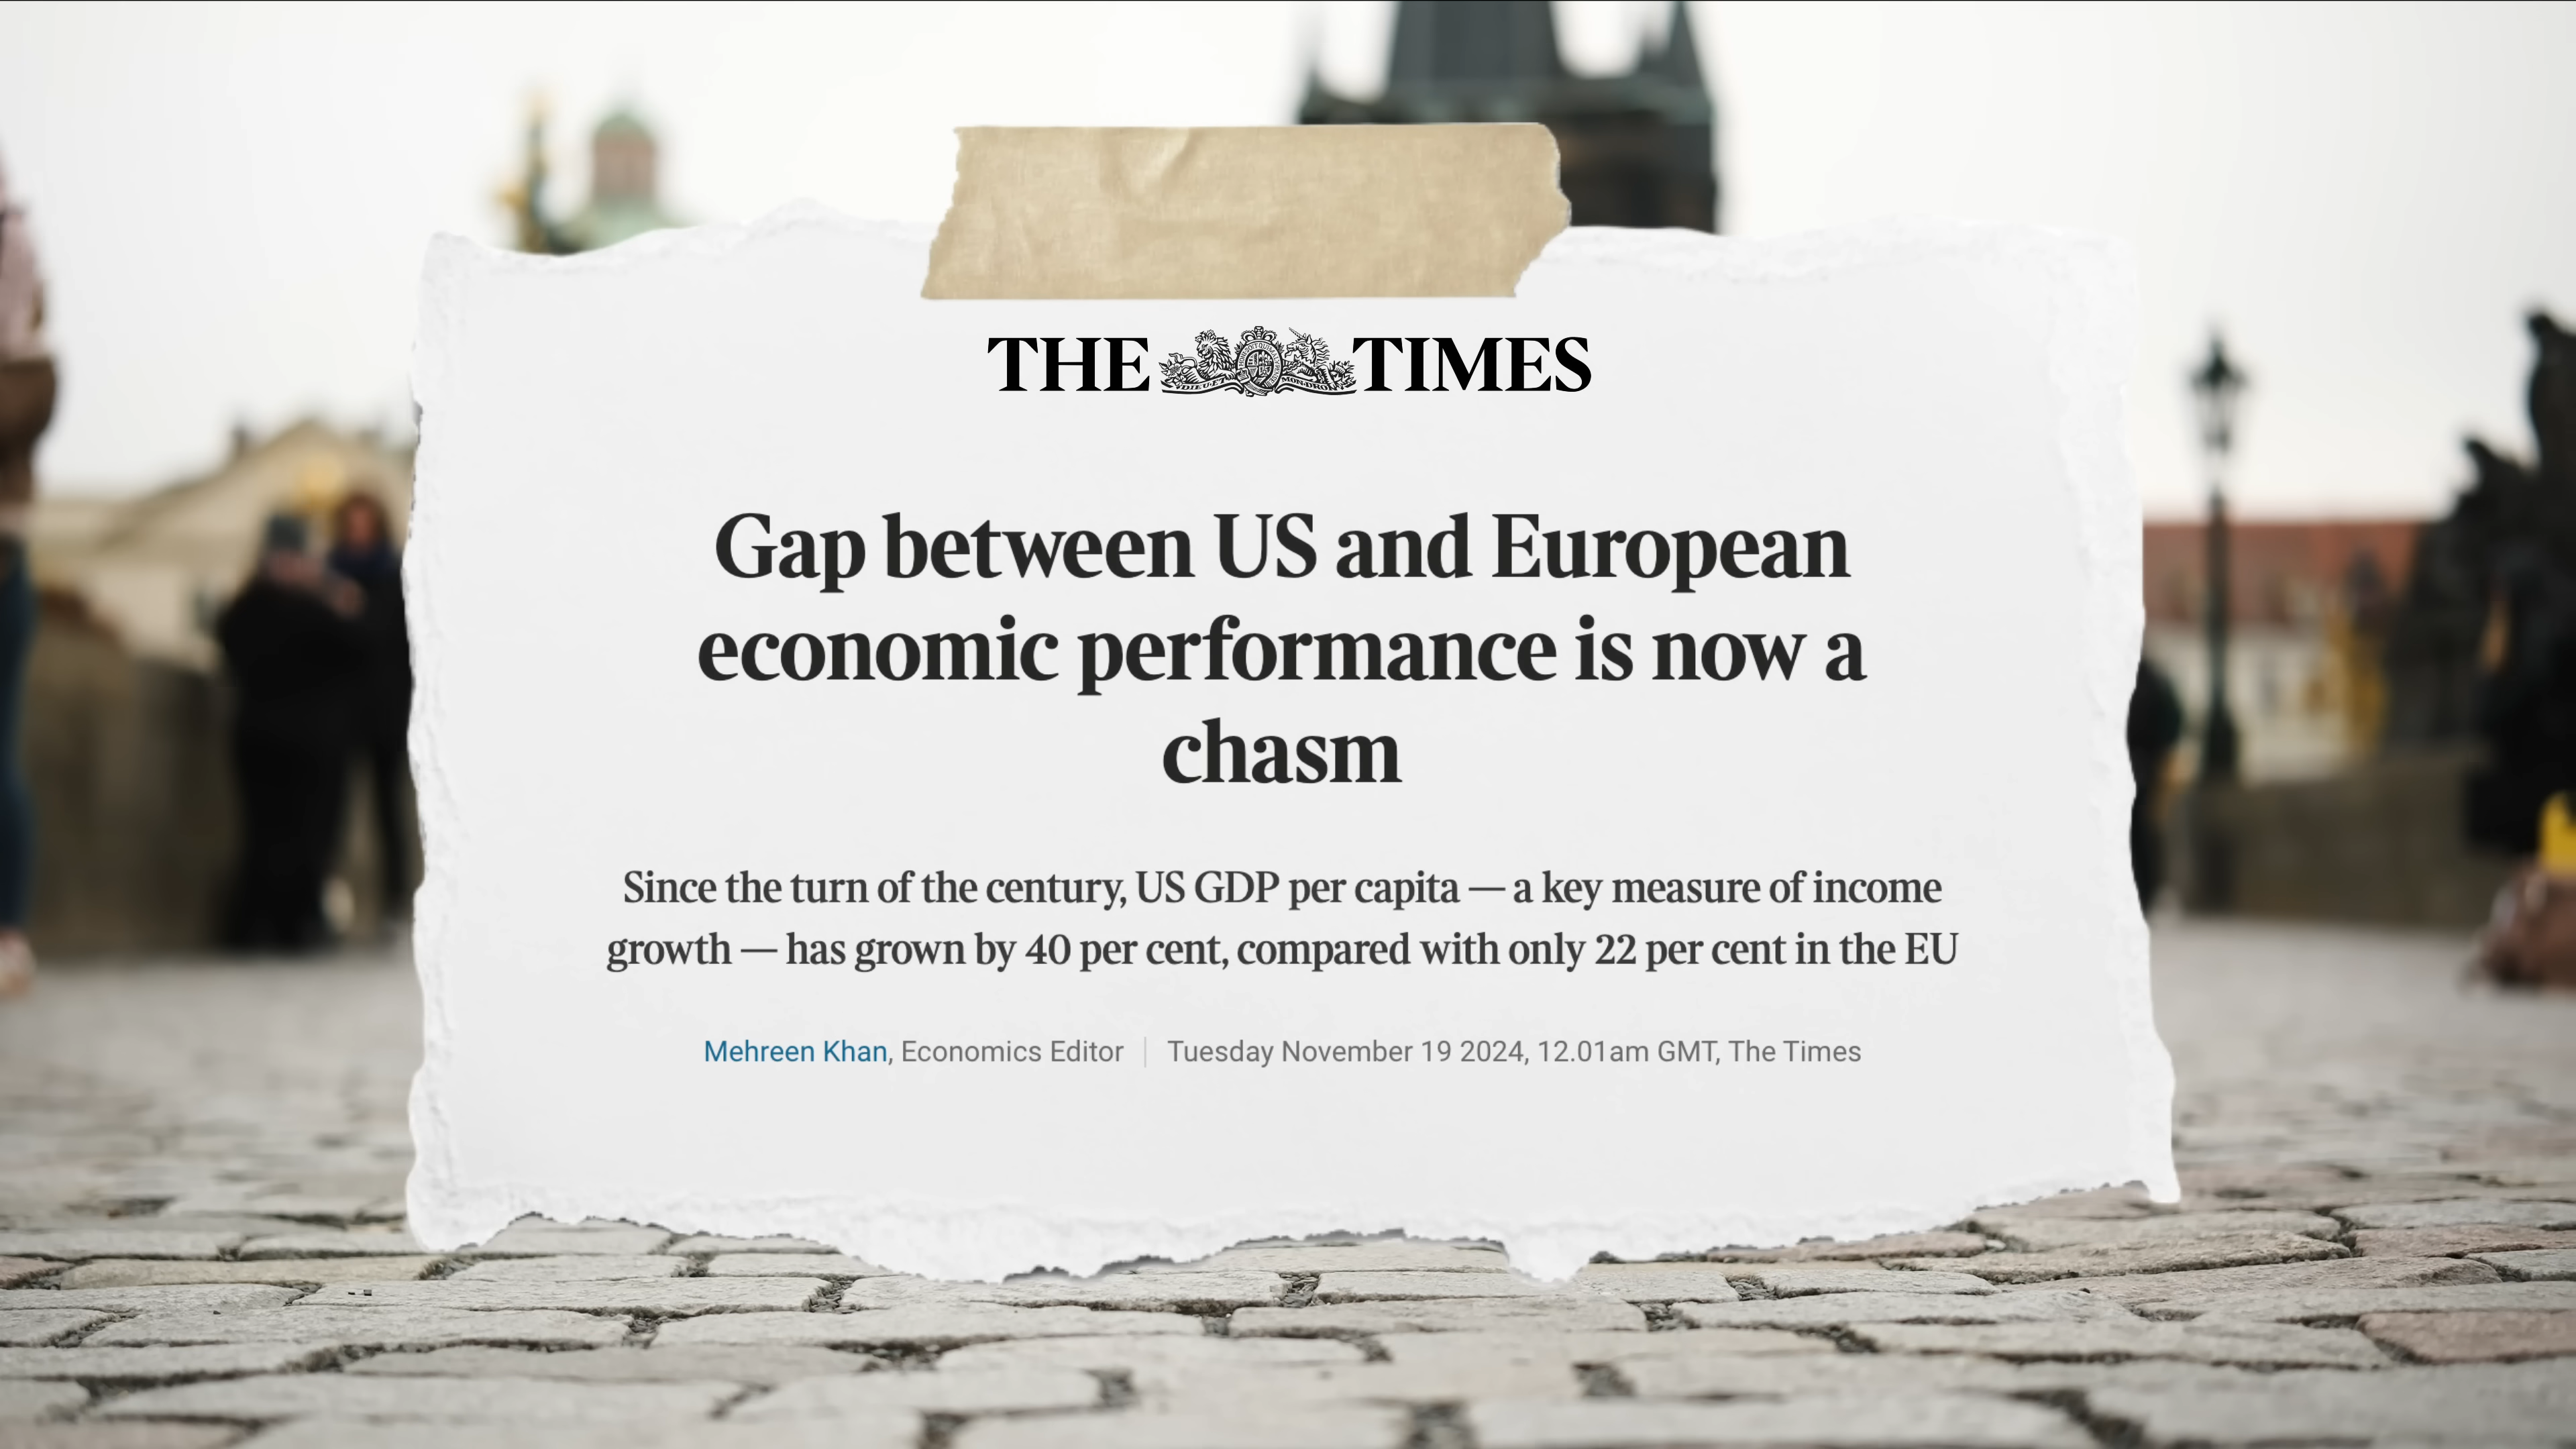 THE TIMES
Gap between US and European
economic performance is now a
chasm
Since the turn of the century, US GDP per capita — a key measure of income
growth — has grown by 40 per cent, compared with only 22 per cent in the EU
Mehreen Khan, Economics Editor | Tuesday November 19 2024, 12.01am GMT, The Times